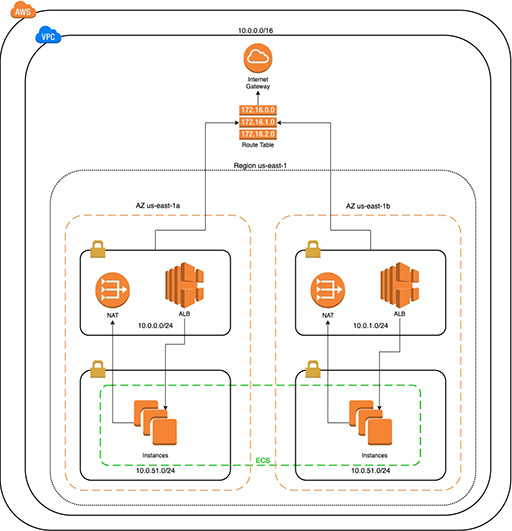 AWS
VPC
10.0.0.0/16
Internet
Gateway
172.16.0.0
172.16.1.0
172.16.2.0
Route Table
Region us-east-1
AZ us-east-1a
AZ us-east-1b
NAT
ALB
10.0.0.0/24
NAT
ALB
10.0.1.0/24
Instances
10.0.51.0/24
Instances
10.0.51.0/24
ECS